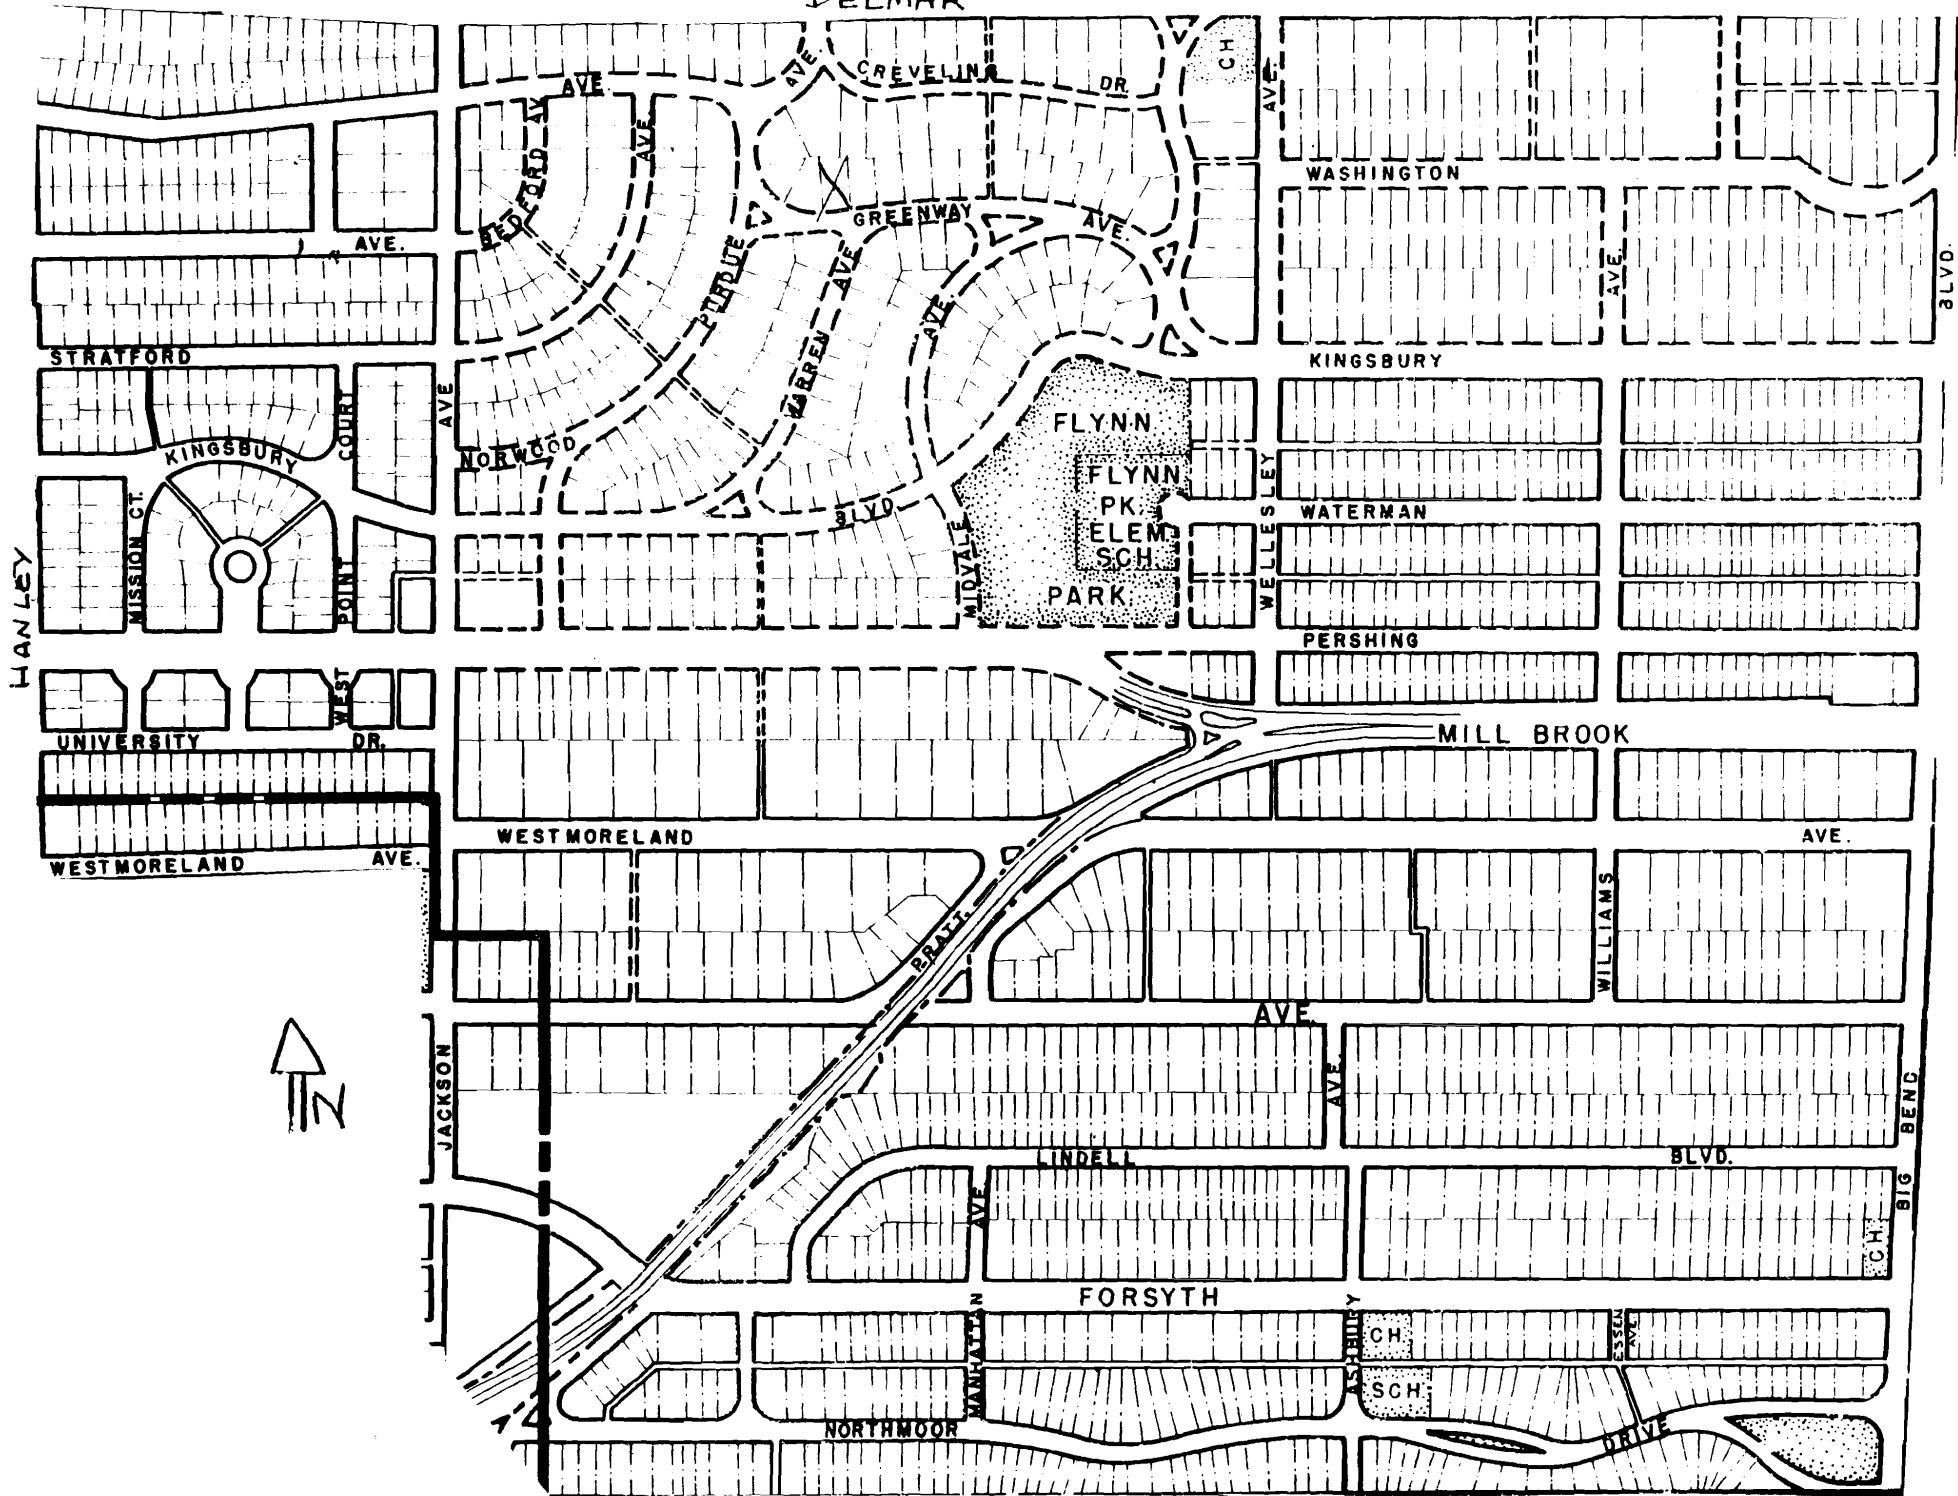 DELMAR
CH
CREVELING
DR.
AVE.
AVE.
AVE.
BEDFORD AV.
AVE.
WASHINGTON
GREENWAY
AVE.
AVE.
PURDUE
AVE
AVE.
AVE.
BLVD.
STRATFORD
KINGSBURY
WARREN
COURT
AVE
FLYNN
KINGSBURY
NORWOOD
FLYNN
PK.
ELEM
SCH.
WATERMAN
BLVD.
MISSION CT.
HANLEY
POINT
MIDVALE
WELLESLEY
PARK
PERSHING
WEST
UNIVERSITY
DR.
MILL BROOK
WESTMORELAND
AVE.
WESTMORELAND
AVE.
WILLIAMS
PRATT
AVE.
JACKSON
N
AVE.
BEND
LINDELL
BLVD.
BIG
AVE.
CH.
FORSYTH
MANHATTAN
ASHBURY
CH.
ESSEN
AVE.
SCH.
NORTHMOOR
DRIVE